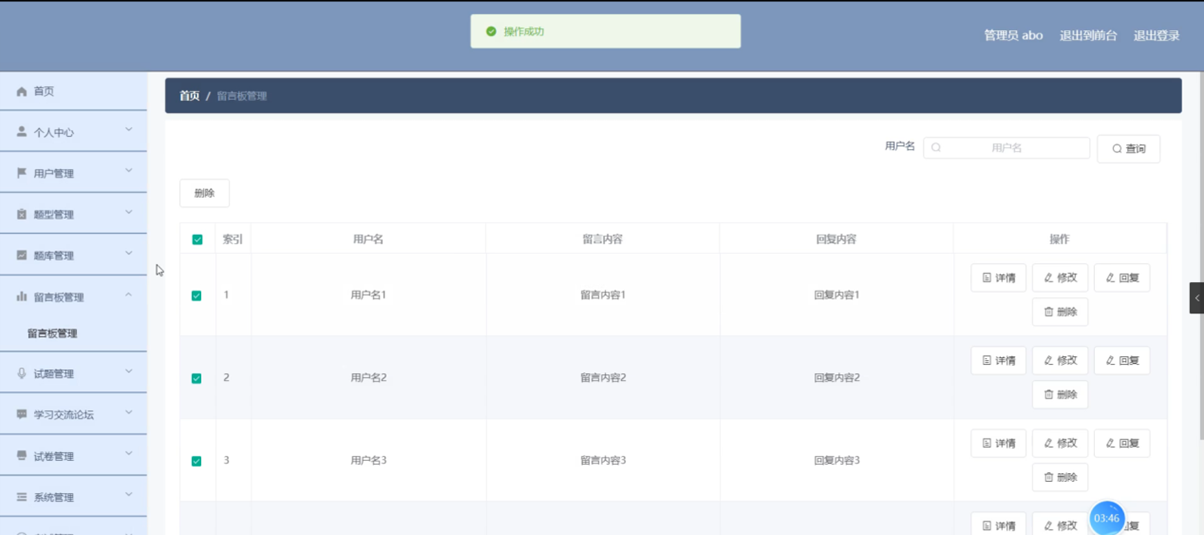 操作成功
管理员 abo 退出到前台 退出登录
首页
个人中心
用户管理
题型管理
题库管理
留言板管理
留言板管理
试题管理
学习交流论坛
试卷管理
系统管理
首页 / 留言板管理
用户名 用户名 查询
删除
索引 用户名 留言内容 回复内容 操作
1 用户名1 留言内容1 回复内容1 详情 修改 回复
删除
2 用户名2 留言内容2 回复内容2 详情 修改 回复
删除
3 用户名3 留言内容3 回复内容3 详情 修改 回复
删除
详情 修改 复
03:46